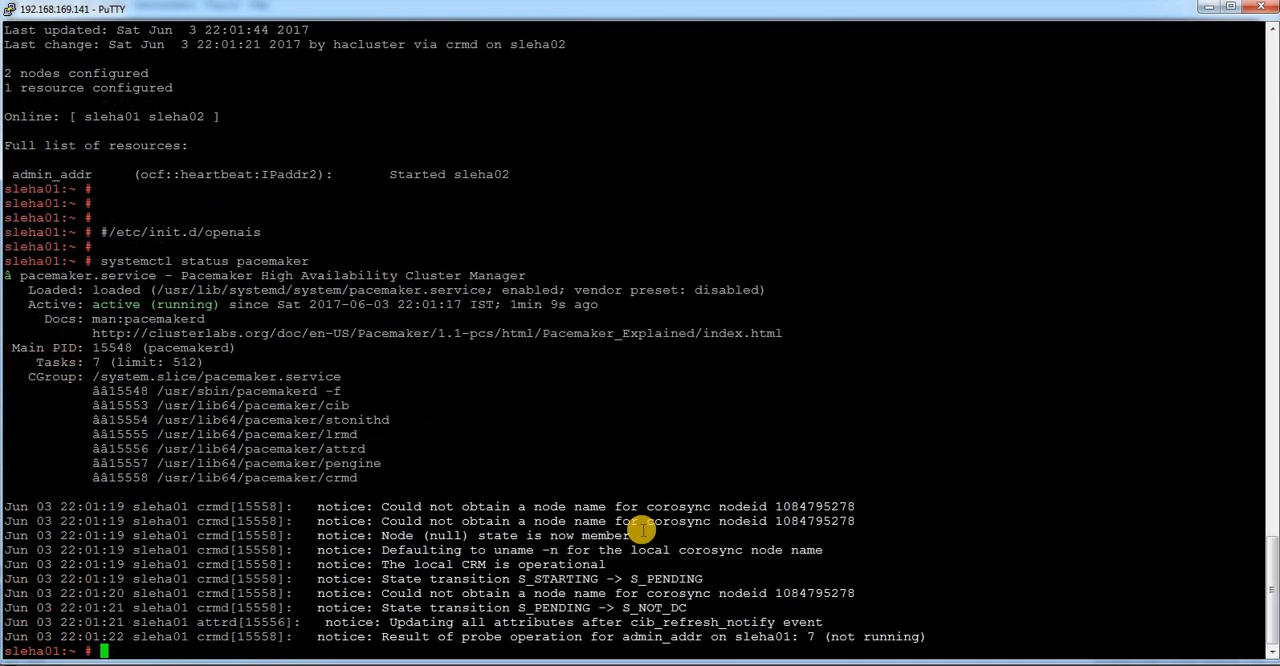 192.168.169.141 - PuTTY
Last updated: Sat Jun  3 22:01:44 2017
Last change: Sat Jun  3 22:01:21 2017 by hacluster via crmd on sleha02
2 nodes configured
1 resource configured
Online: [ sleha01 sleha02 ]
Full list of resources:
admin_addr     (ocf::heartbeat:IPaddr2):       Started sleha02
sleha01:~ #
sleha01:~ #
sleha01:~ #
sleha01:~ # #/etc/init.d/openais
sleha01:~ #
sleha01:~ # systemctl status pacemaker
â pacemaker.service - Pacemaker High Availability Cluster Manager
Loaded: loaded (/usr/lib/systemd/system/pacemaker.service; enabled; vendor preset: disabled)
Active: active (running) since Sat 2017-06-03 22:01:17 IST; 1min 9s ago
Docs: man:pacemakerd
http://clusterlabs.org/doc/en-US/Pacemaker/1.1-pcs/html/Pacemaker_Explained/index.html
Main PID: 15548 (pacemakerd)
Tasks: 7 (limit: 512)
CGroup: /system.slice/pacemaker.service
ââ15548 /usr/sbin/pacemakerd -f
ââ15553 /usr/lib64/pacemaker/cib
ââ15554 /usr/lib64/pacemaker/stonithd
ââ15555 /usr/lib64/pacemaker/lrmd
ââ15556 /usr/lib64/pacemaker/attrd
ââ15557 /usr/lib64/pacemaker/pengine
ââ15558 /usr/lib64/pacemaker/crmd
Jun 03 22:01:19 sleha01 crmd[15558]:   notice: Could not obtain a node name for corosync nodeid 1084795278
Jun 03 22:01:19 sleha01 crmd[15558]:   notice: Could not obtain a node name for corosync nodeid 1084795278
Jun 03 22:01:19 sleha01 crmd[15558]:   notice: Node (null) state is now member
Jun 03 22:01:19 sleha01 crmd[15558]:   notice: Defaulting to uname -n for the local corosync node name
Jun 03 22:01:19 sleha01 crmd[15558]:   notice: The local CRM is operational
Jun 03 22:01:19 sleha01 crmd[15558]:   notice: State transition S_STARTING -> S_PENDING
Jun 03 22:01:20 sleha01 crmd[15558]:   notice: Could not obtain a node name for corosync nodeid 1084795278
Jun 03 22:01:21 sleha01 crmd[15558]:   notice: State transition S_PENDING -> S_NOT_DC
Jun 03 22:01:21 sleha01 attrd[15556]:   notice: Updating all attributes after cib_refresh_notify event
Jun 03 22:01:22 sleha01 crmd[15558]:   notice: Result of probe operation for admin_addr on sleha01: 7 (not running)
sleha01:~ #